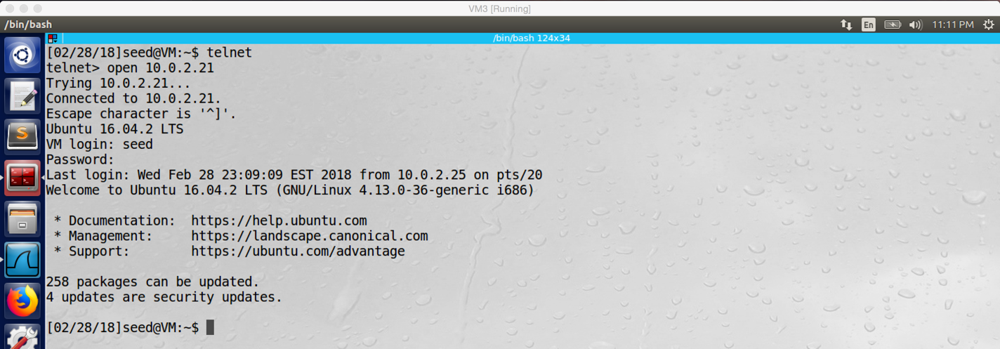 VM3 [Running]
/bin/bash
En
11:11 PM
/bin/bash 124x34
[02/28/18]seed@VM:~$ telnet
telnet> open 10.0.2.21
Trying 10.0.2.21...
Connected to 10.0.2.21.
Escape character is '^]'.
Ubuntu 16.04.2 LTS
VM login: seed
Password:
Last login: Wed Feb 28 23:09:09 EST 2018 from 10.0.2.25 on pts/20
Welcome to Ubuntu 16.04.2 LTS (GNU/Linux 4.13.0-36-generic i686)
* Documentation:  https://help.ubuntu.com
* Management:     https://landscape.canonical.com
* Support:        https://ubuntu.com/advantage
258 packages can be updated.
4 updates are security updates.
[02/28/18]seed@VM:~$